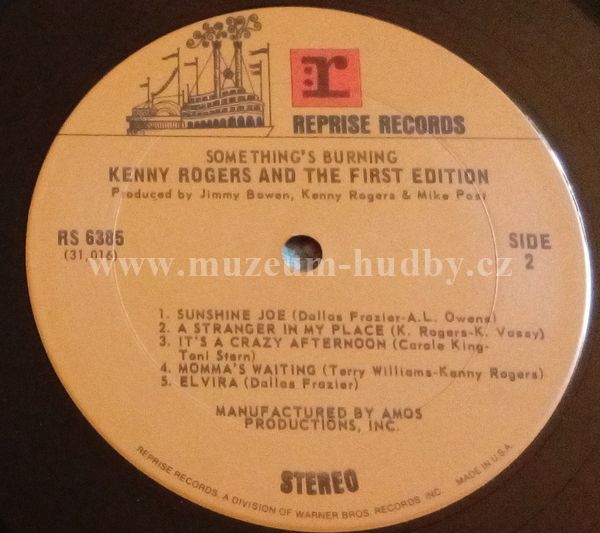 r:
REPRISE RECORDS
SOMETHING'S BURNING
KENNY ROGERS AND THE FIRST EDITION
Produced by Jimmy Bowen, Kenny Rogers & Mike Post
RS 6385
(31,016)
SIDE
2
www.muzeum-hudby.cz
1. SUNSHINE JOE (Dallas Frazier-A.L. Owens)
2. A STRANGER IN MY PLACE (K. Rogers-K. Vassy)
3. IT'S A CRAZY AFTERNOON (Carole King-
Toni Stern)
4. MOMMA'S WAITING (Terry Williams-Kenny Rogers)
5. ELVIRA (Dallas Frazier)
MANUFACTURED BY AMOS
PRODUCTIONS, INC.
STEREO
REPRISE RECORDS, A DIVISION OF WARNER BROS. RECORDS, INC. MADE IN U.S.A.